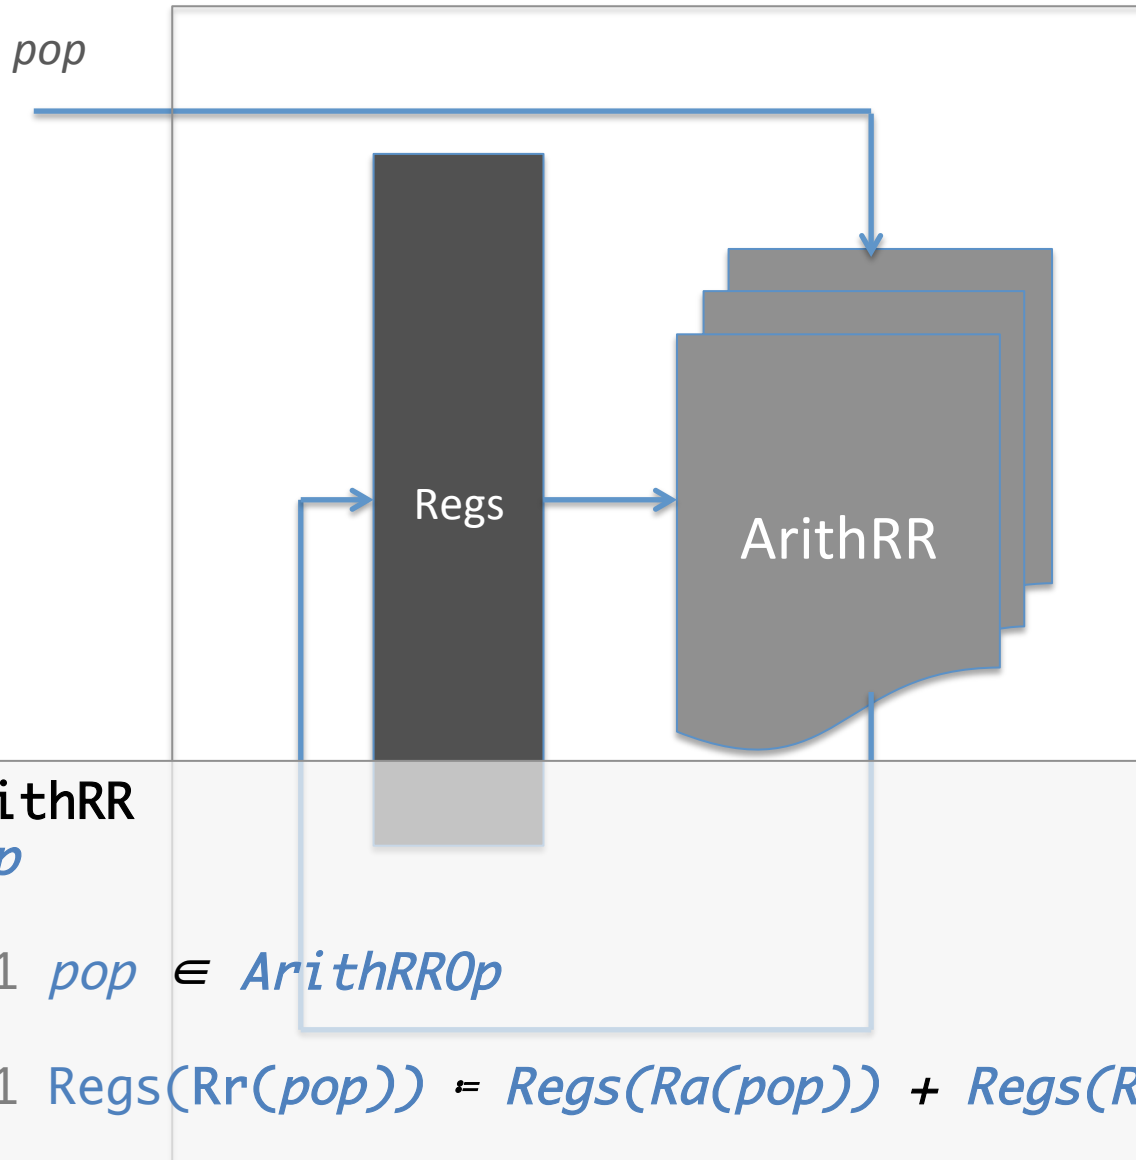 pop
Regs
ArithRR
ithRR
p
1 pop ∈ ArithRROp
1 Regs(Rr(pop)) ≔ Regs(Ra(pop)) + Regs(R